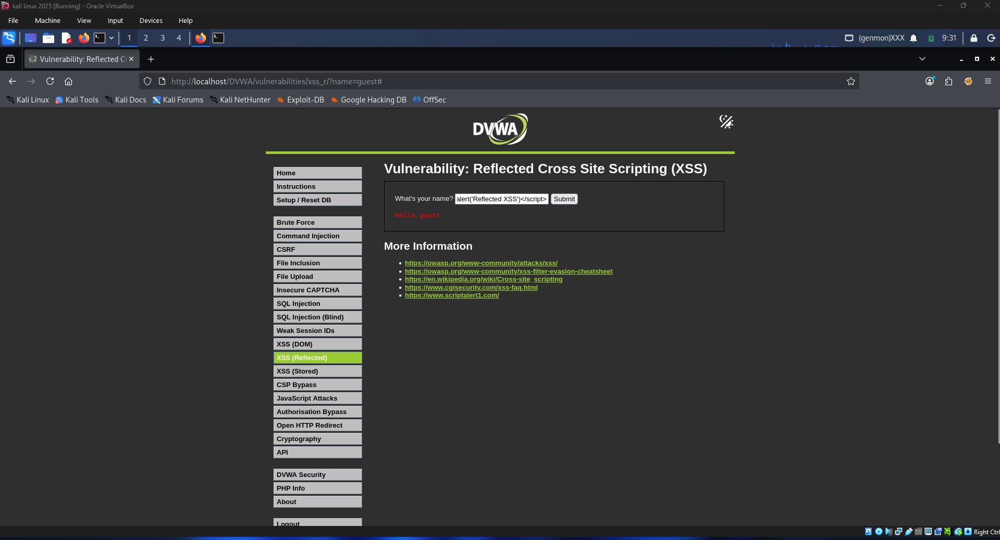 kali linux 2025 [Running] - Oracle VirtualBox
File Machine View Input Devices Help
1 2 3 4 (genmon)XXX 9:31
Vulnerability: Reflected C
http://localhost/DVWA/vulnerabilities/xss_r/?name=guest#
Kali Linux Kali Tools Kali Docs Kali Forums Kali NetHunter Exploit-DB Google Hacking DB OffSec
DVWA
Home
Instructions
Setup / Reset DB
Brute Force
Command Injection
CSRF
File Inclusion
File Upload
Insecure CAPTCHA
SQL Injection
SQL Injection (Blind)
Weak Session IDs
XSS (DOM)
XSS (Reflected)
XSS (Stored)
CSP Bypass
JavaScript Attacks
Authorisation Bypass
Open HTTP Redirect
Cryptography
API
DVWA Security
PHP Info
About
Logout
Vulnerability: Reflected Cross Site Scripting (XSS)
What's your name? alert('Reflected XSS')</script> Submit
Hello guest
More Information
https://owasp.org/www-community/attacks/xss/
https://owasp.org/www-community/xss-filter-evasion-cheatsheet
https://en.wikipedia.org/wiki/Cross-site_scripting
https://www.cgisecurity.com/xss-faq.html
https://www.scriptalert1.com/
Right Ctrl